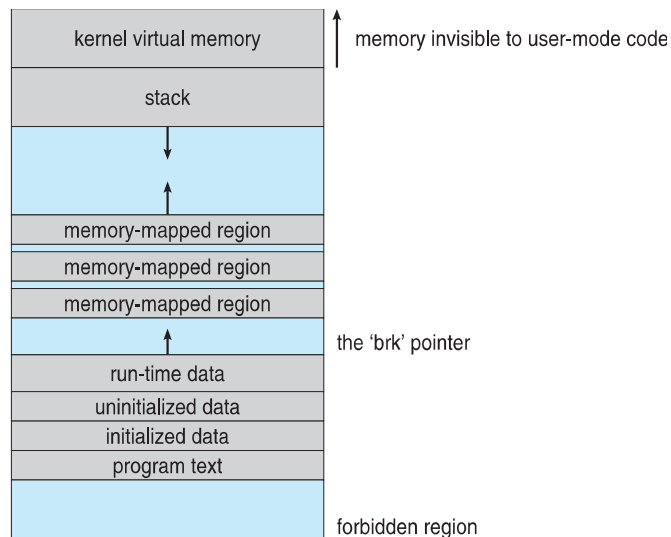 kernel virtual memory
memory invisible to user-mode code
stack
memory-mapped region
memory-mapped region
memory-mapped region
the ‘brk’ pointer
run-time data
uninitialized data
initialized data
program text
forbidden region